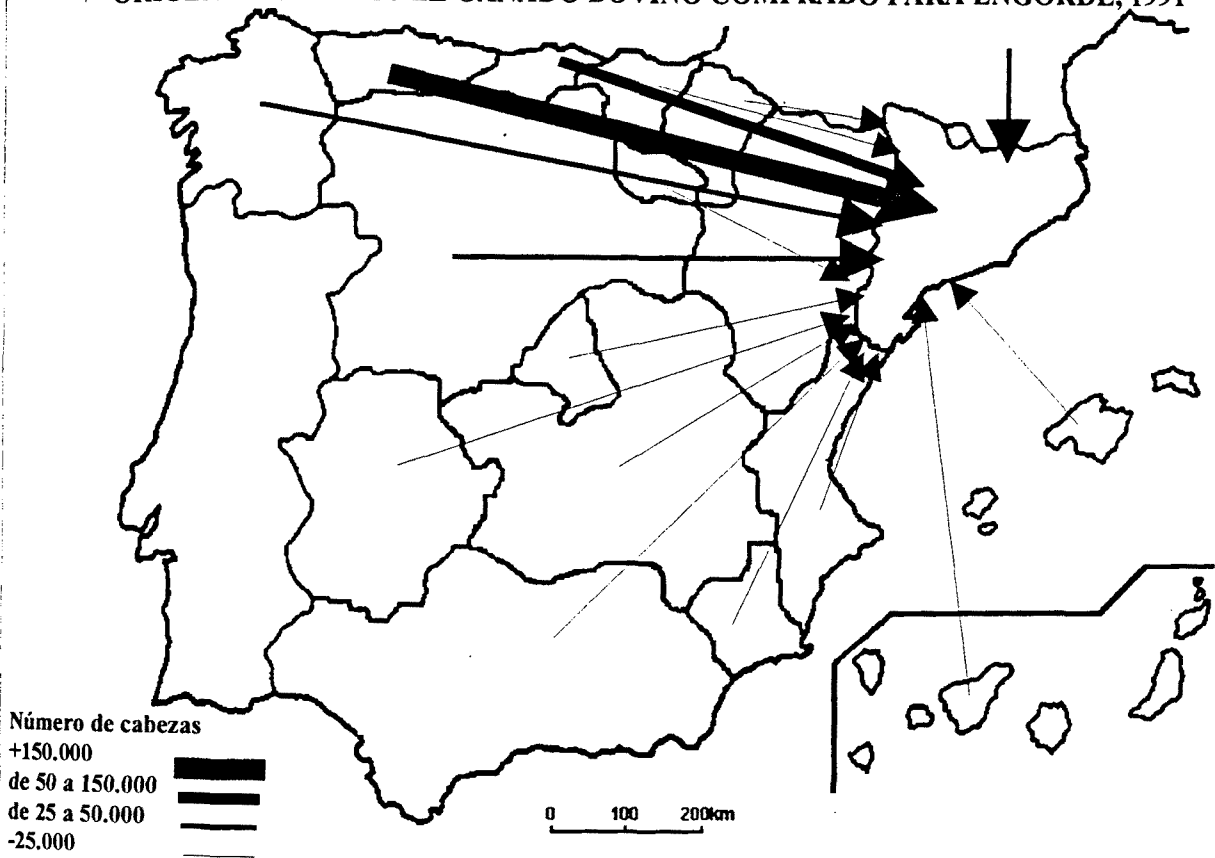 GANADO BOVINO COMPRADO PARA ENGORDE, 1991
Número de cabezas
+150.000
de 50 a 150.000
de 25 a 50.000
-25.000
0 100 200km